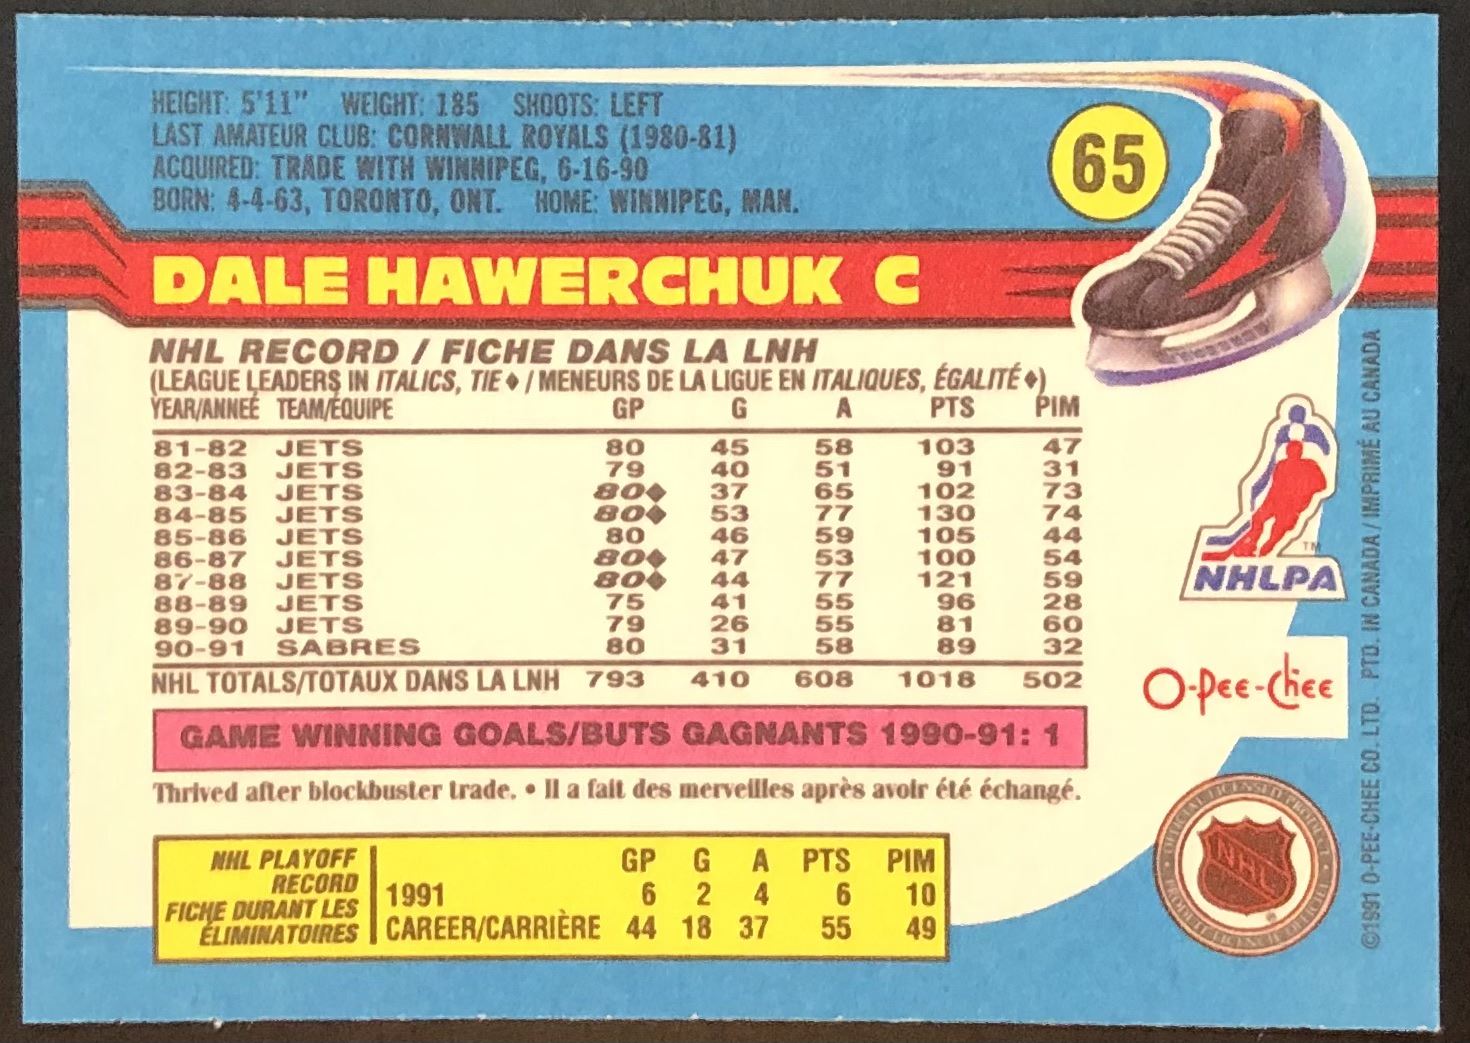 HEIGHT: 5'11" WEIGHT: 185 SHOOTS: LEFT
LAST AMATEUR CLUB: CORNWALL ROYALS (1980-81)
ACQUIRED: TRADE WITH WINNIPEG, 6-16-90
BORN: 4-4-63, TORONTO, ONT. HOME: WINNIPEG, MAN.
65
DALE HAWERCHUK C
NHL RECORD / FICHE DANS LA LNH
(LEAGUE LEADERS IN ITALICS, TIE♦ / MENEURS DE LA LIGUE EN ITALIQUES, ÉGALITÉ♦)
YEAR/ANNEÉ TEAM/ÉQUIPE GP G A PTS PIM
81-82 JETS 80 45 58 103 47
82-83 JETS 79 40 51 91 31
83-84 JETS 80♦ 37 65 102 73
84-85 JETS 80♦ 53 77 130 74
85-86 JETS 80 46 59 105 44
86-87 JETS 80♦ 47 53 100 54
87-88 JETS 80♦ 44 77 121 59
88-89 JETS 75 41 55 96 28
89-90 JETS 79 26 55 81 60
90-91 SABRES 80 31 58 89 32
NHL TOTALS/TOTAUX DANS LA LNH 793 410 608 1018 502
GAME WINNING GOALS/BUTS GAGNANTS 1990-91: 1
Thrived after blockbuster trade. • Il a fait des merveilles après avoir été échangé.
NHL PLAYOFF
RECORD
FICHE DURANT LES
ÉLIMINATOIRES
GP G A PTS PIM
1991 6 2 4 6 10
CAREER/CARRIÈRE 44 18 37 55 49
TM
NHLPA
O-Pee-Chee
OFFICIAL LICENSED PRODUCT
NHL
®
PRODUIT LICENCIÉ OFFICIEL
©1991 O-PEE-CHEE CO. LTD. PTD. IN CANADA / IMPRIMÉ AU CANADA